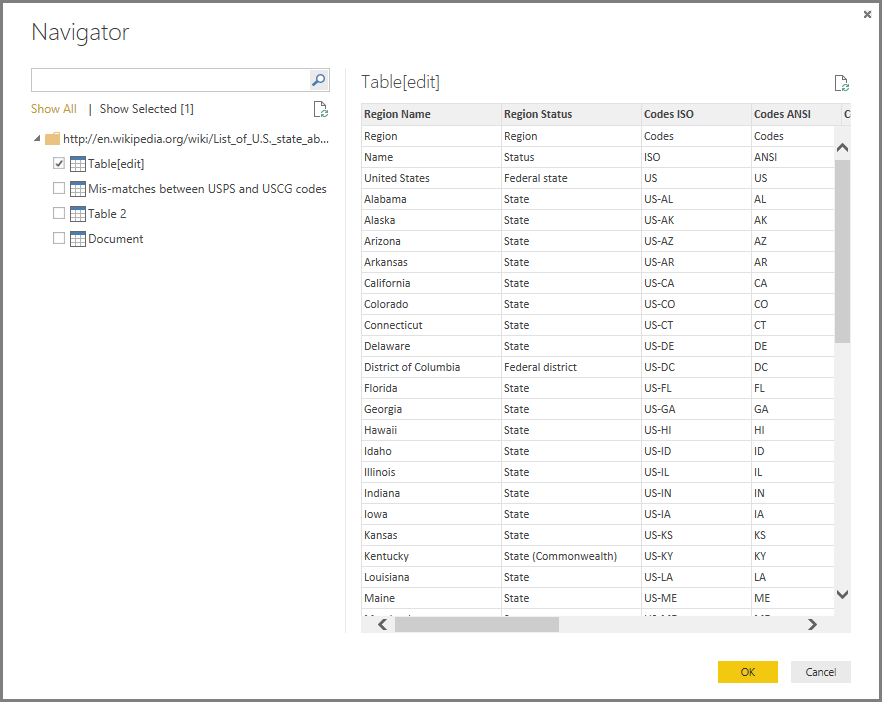 Navigator
Show All | Show Selected [1]
http://en.wikipedia.org/wiki/List_of_U.S._state_ab...
Table[edit]
Mis-matches between USPS and USCG codes
Table 2
Document
Table[edit]
Region Name Region Status Codes ISO Codes ANSI C
Region Region Codes Codes
Name Status ISO ANSI
United States Federal state US US
Alabama State US-AL AL
Alaska State US-AK AK
Arizona State US-AZ AZ
Arkansas State US-AR AR
California State US-CA CA
Colorado State US-CO CO
Connecticut State US-CT CT
Delaware State US-DE DE
District of Columbia Federal district US-DC DC
Florida State US-FL FL
Georgia State US-GA GA
Hawaii State US-HI HI
Idaho State US-ID ID
Illinois State US-IL IL
Indiana State US-IN IN
Iowa State US-IA IA
Kansas State US-KS KS
Kentucky State (Commonwealth) US-KY KY
Louisiana State US-LA LA
Maine State US-ME ME
OK Cancel